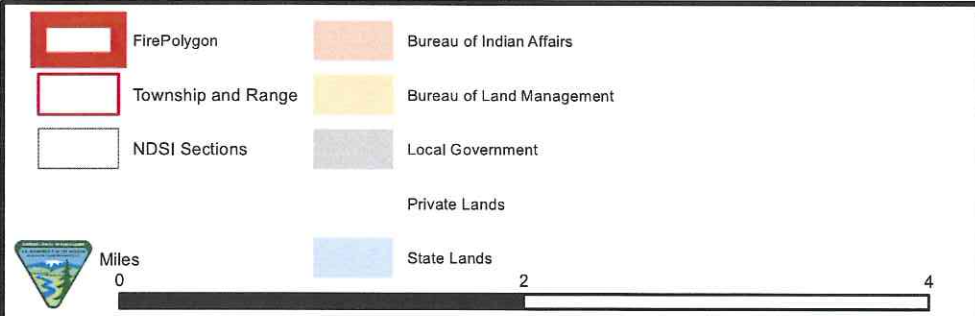 FirePolygon
Township and Range
NDSI Sections
Bureau of Indian Affairs
Bureau of Land Management
Local Government
Private Lands
State Lands
Miles
0 2 4